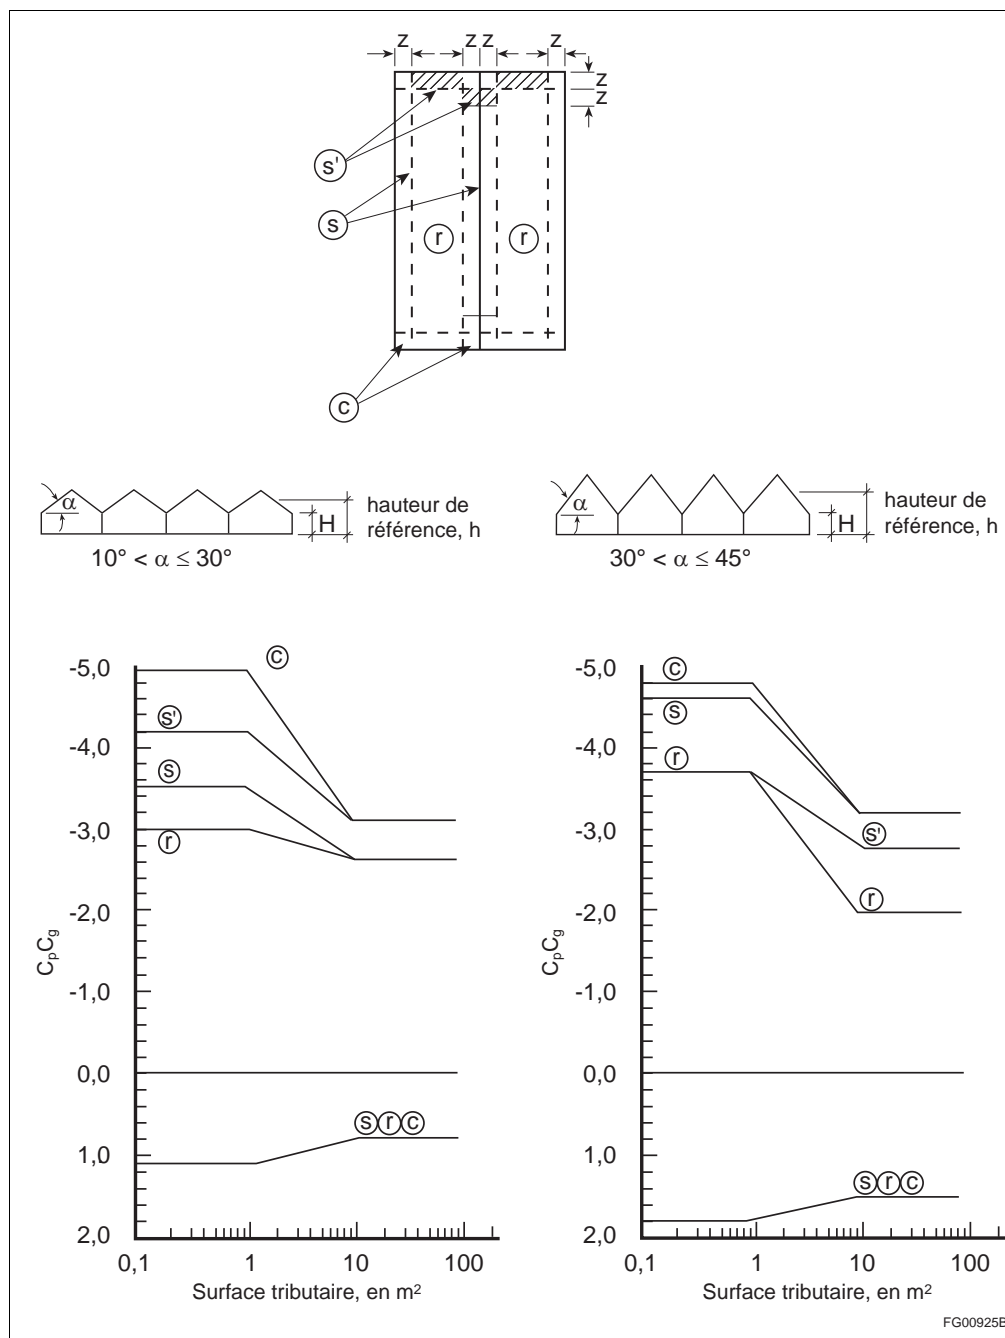 z z z z
z
z
s'
s
r r
c
α
H
hauteur de
référence, h
10° < α ≤ 30°
α
H
hauteur de
référence, h
30° < α ≤ 45°
-5,0
-4,0
-3,0
-2,0
-1,0
0,0
1,0
2,0
CpCg
c
s'
s
r
s r c
0,1 1 10 100
Surface tributaire, en m²
-5,0
-4,0
-3,0
-2,0
-1,0
0,0
1,0
2,0
CpCg
c
s
r
s'
r
s r c
0,1 1 10 100
Surface tributaire, en m²
FG00925B